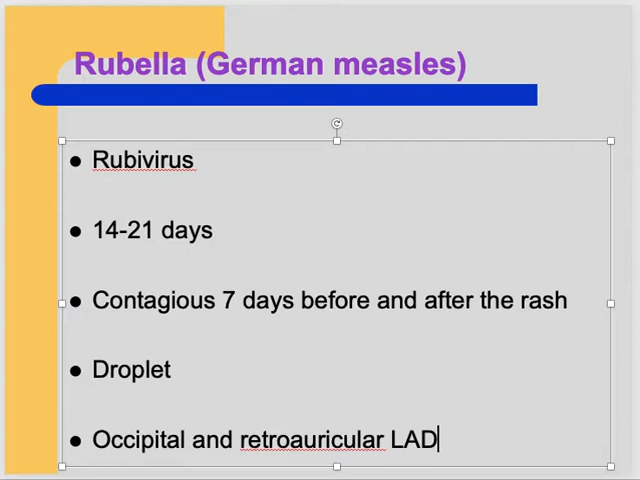 Rubella (German measles)
Rubivirus
14-21 days
Contagious 7 days before and after the rash
Droplet
Occipital and retroauricular LAD